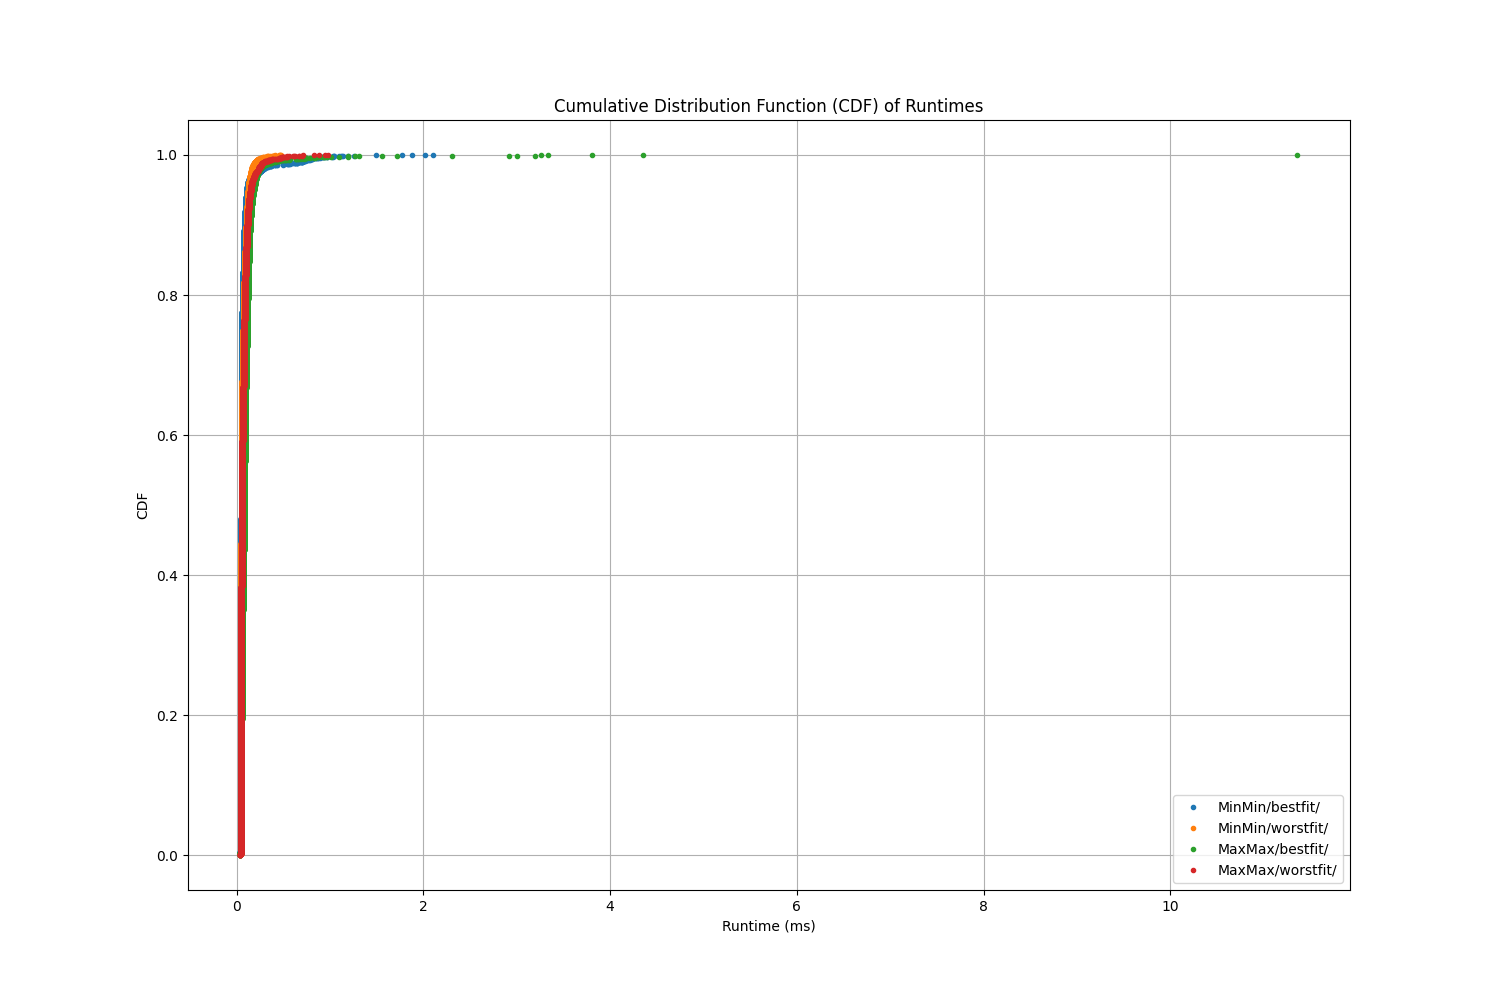 Cumulative Distribution Function (CDF) of Runtimes
1.0
0.8
0.6
0.4
0.2
0.0
CDF
0
2
4
6
8
10
Runtime (ms)
MinMin/bestfit/
MinMin/worstfit/
MaxMax/bestfit/
MaxMax/worstfit/